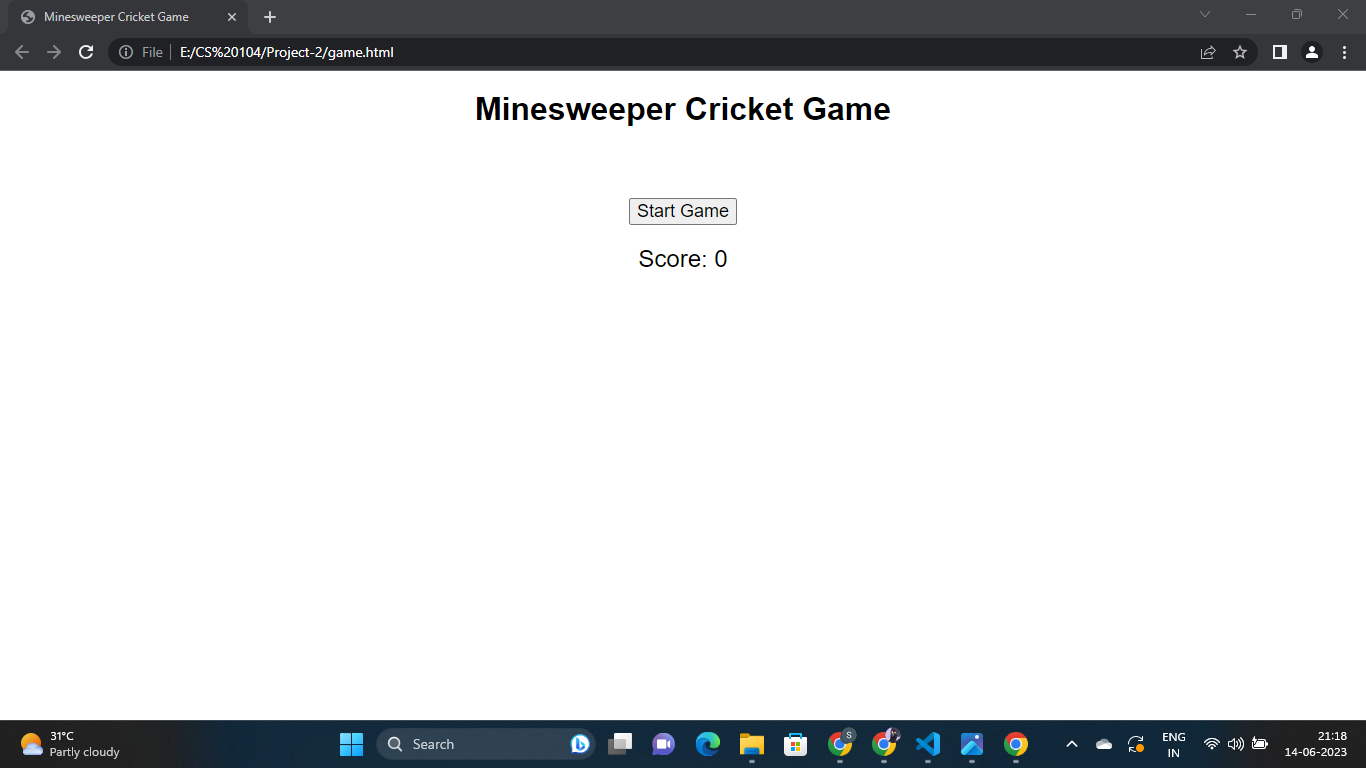 Minesweeper Cricket Game
File E:/CS%20104/Project-2/game.html
Minesweeper Cricket Game
Start Game
Score: 0
31°C
Partly cloudy
Search
S
ENG
IN
21:18
14-06-2023